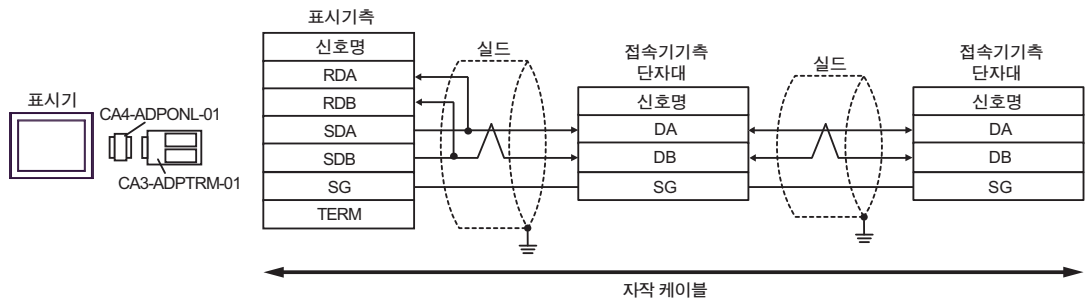 표시기
CA4-ADPONL-01
CA3-ADPTRM-01
표시기측
신호명
RDA
RDB
SDA
SDB
SG
TERM
실드
접속기기측
단자대
신호명
DA
DB
SG
실드
접속기기측
단자대
신호명
DA
DB
SG
자작 케이블